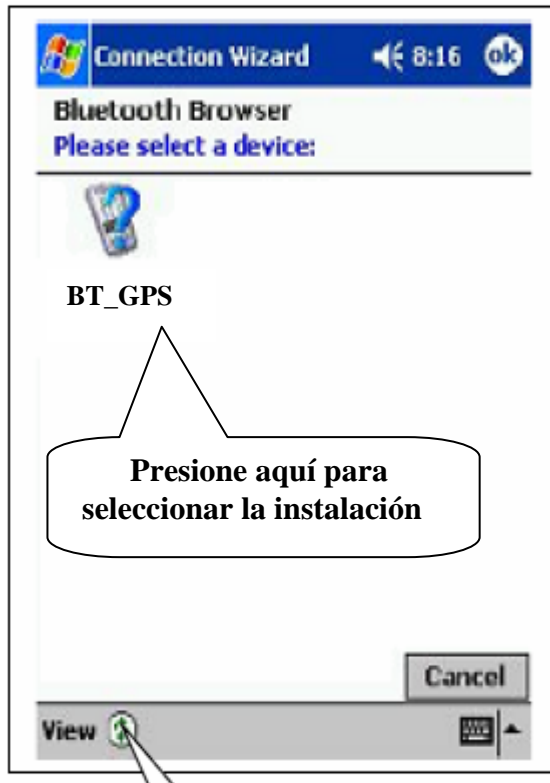 Connection Wizard 8:16 ok
Bluetooth Browser
Please select a device:
BT_GPS
Presione aquí para
seleccionar la instalación
Cancel
View